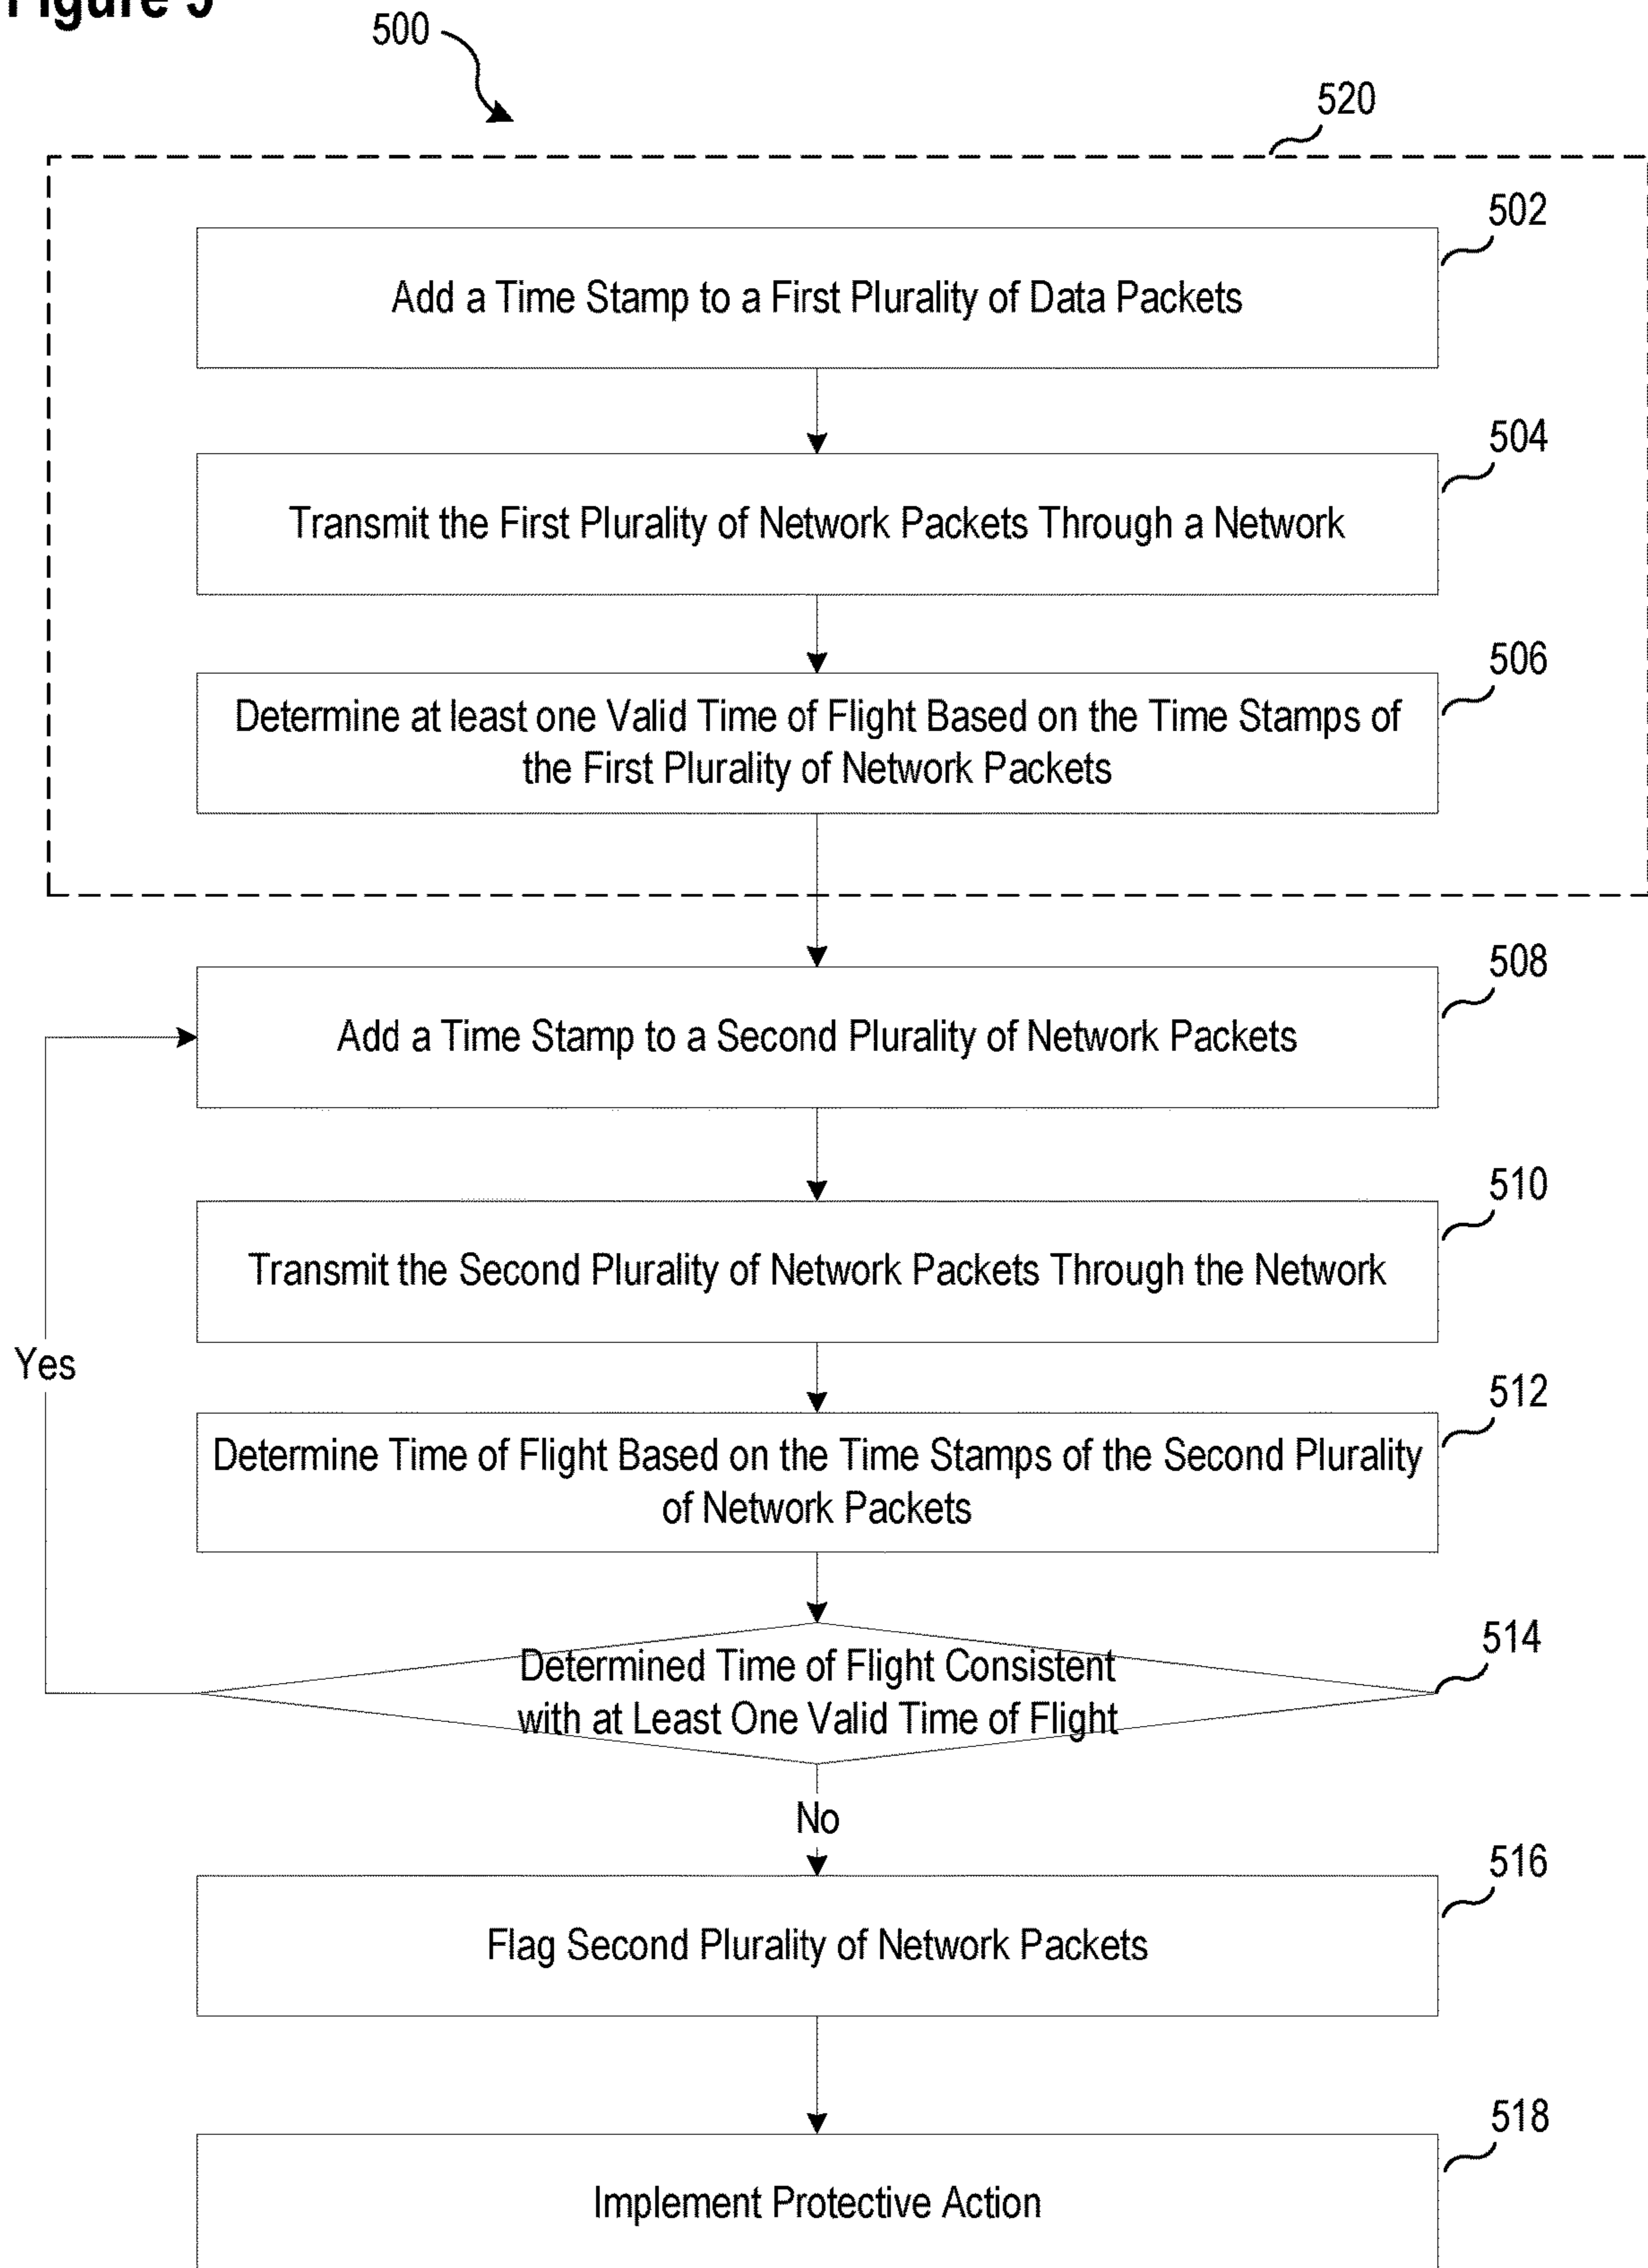 Figure 5
500
520
502
Add a Time Stamp to a First Plurality of Data Packets
504
Transmit the First Plurality of Network Packets Through a Network
506
Determine at least one Valid Time of Flight Based on the Time Stamps of
the First Plurality of Network Packets
508
Add a Time Stamp to a Second Plurality of Network Packets
510
Transmit the Second Plurality of Network Packets Through the Network
Yes
512
Determine Time of Flight Based on the Time Stamps of the Second Plurality
of Network Packets
514
Determined Time of Flight Consistent
with at Least One Valid Time of Flight
No
516
Flag Second Plurality of Network Packets
518
Implement Protective Action